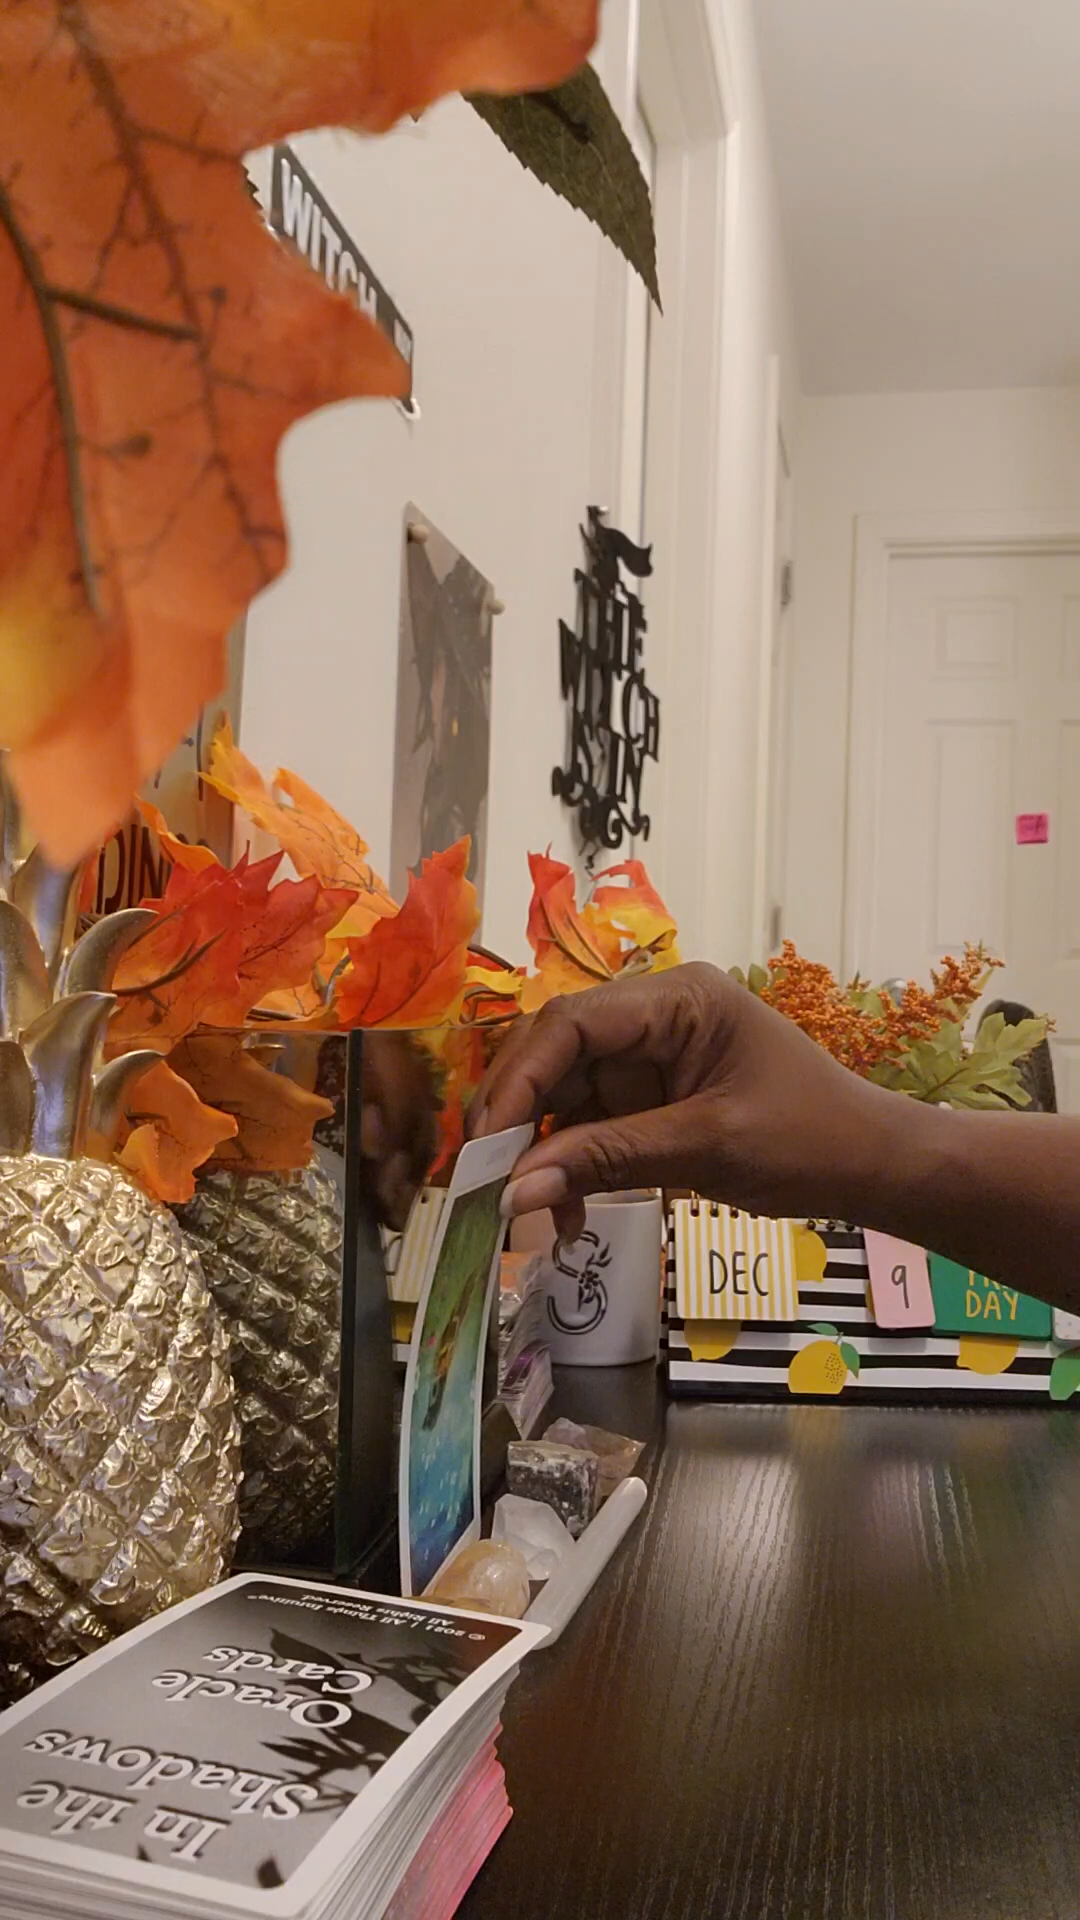 WITCH
THE
WITCH
IS IN
S
DEC
9
DAY
© 2021 | All Things Intuitive®
All Rights Reserved.
In the
Shadows
Oracle
Cards